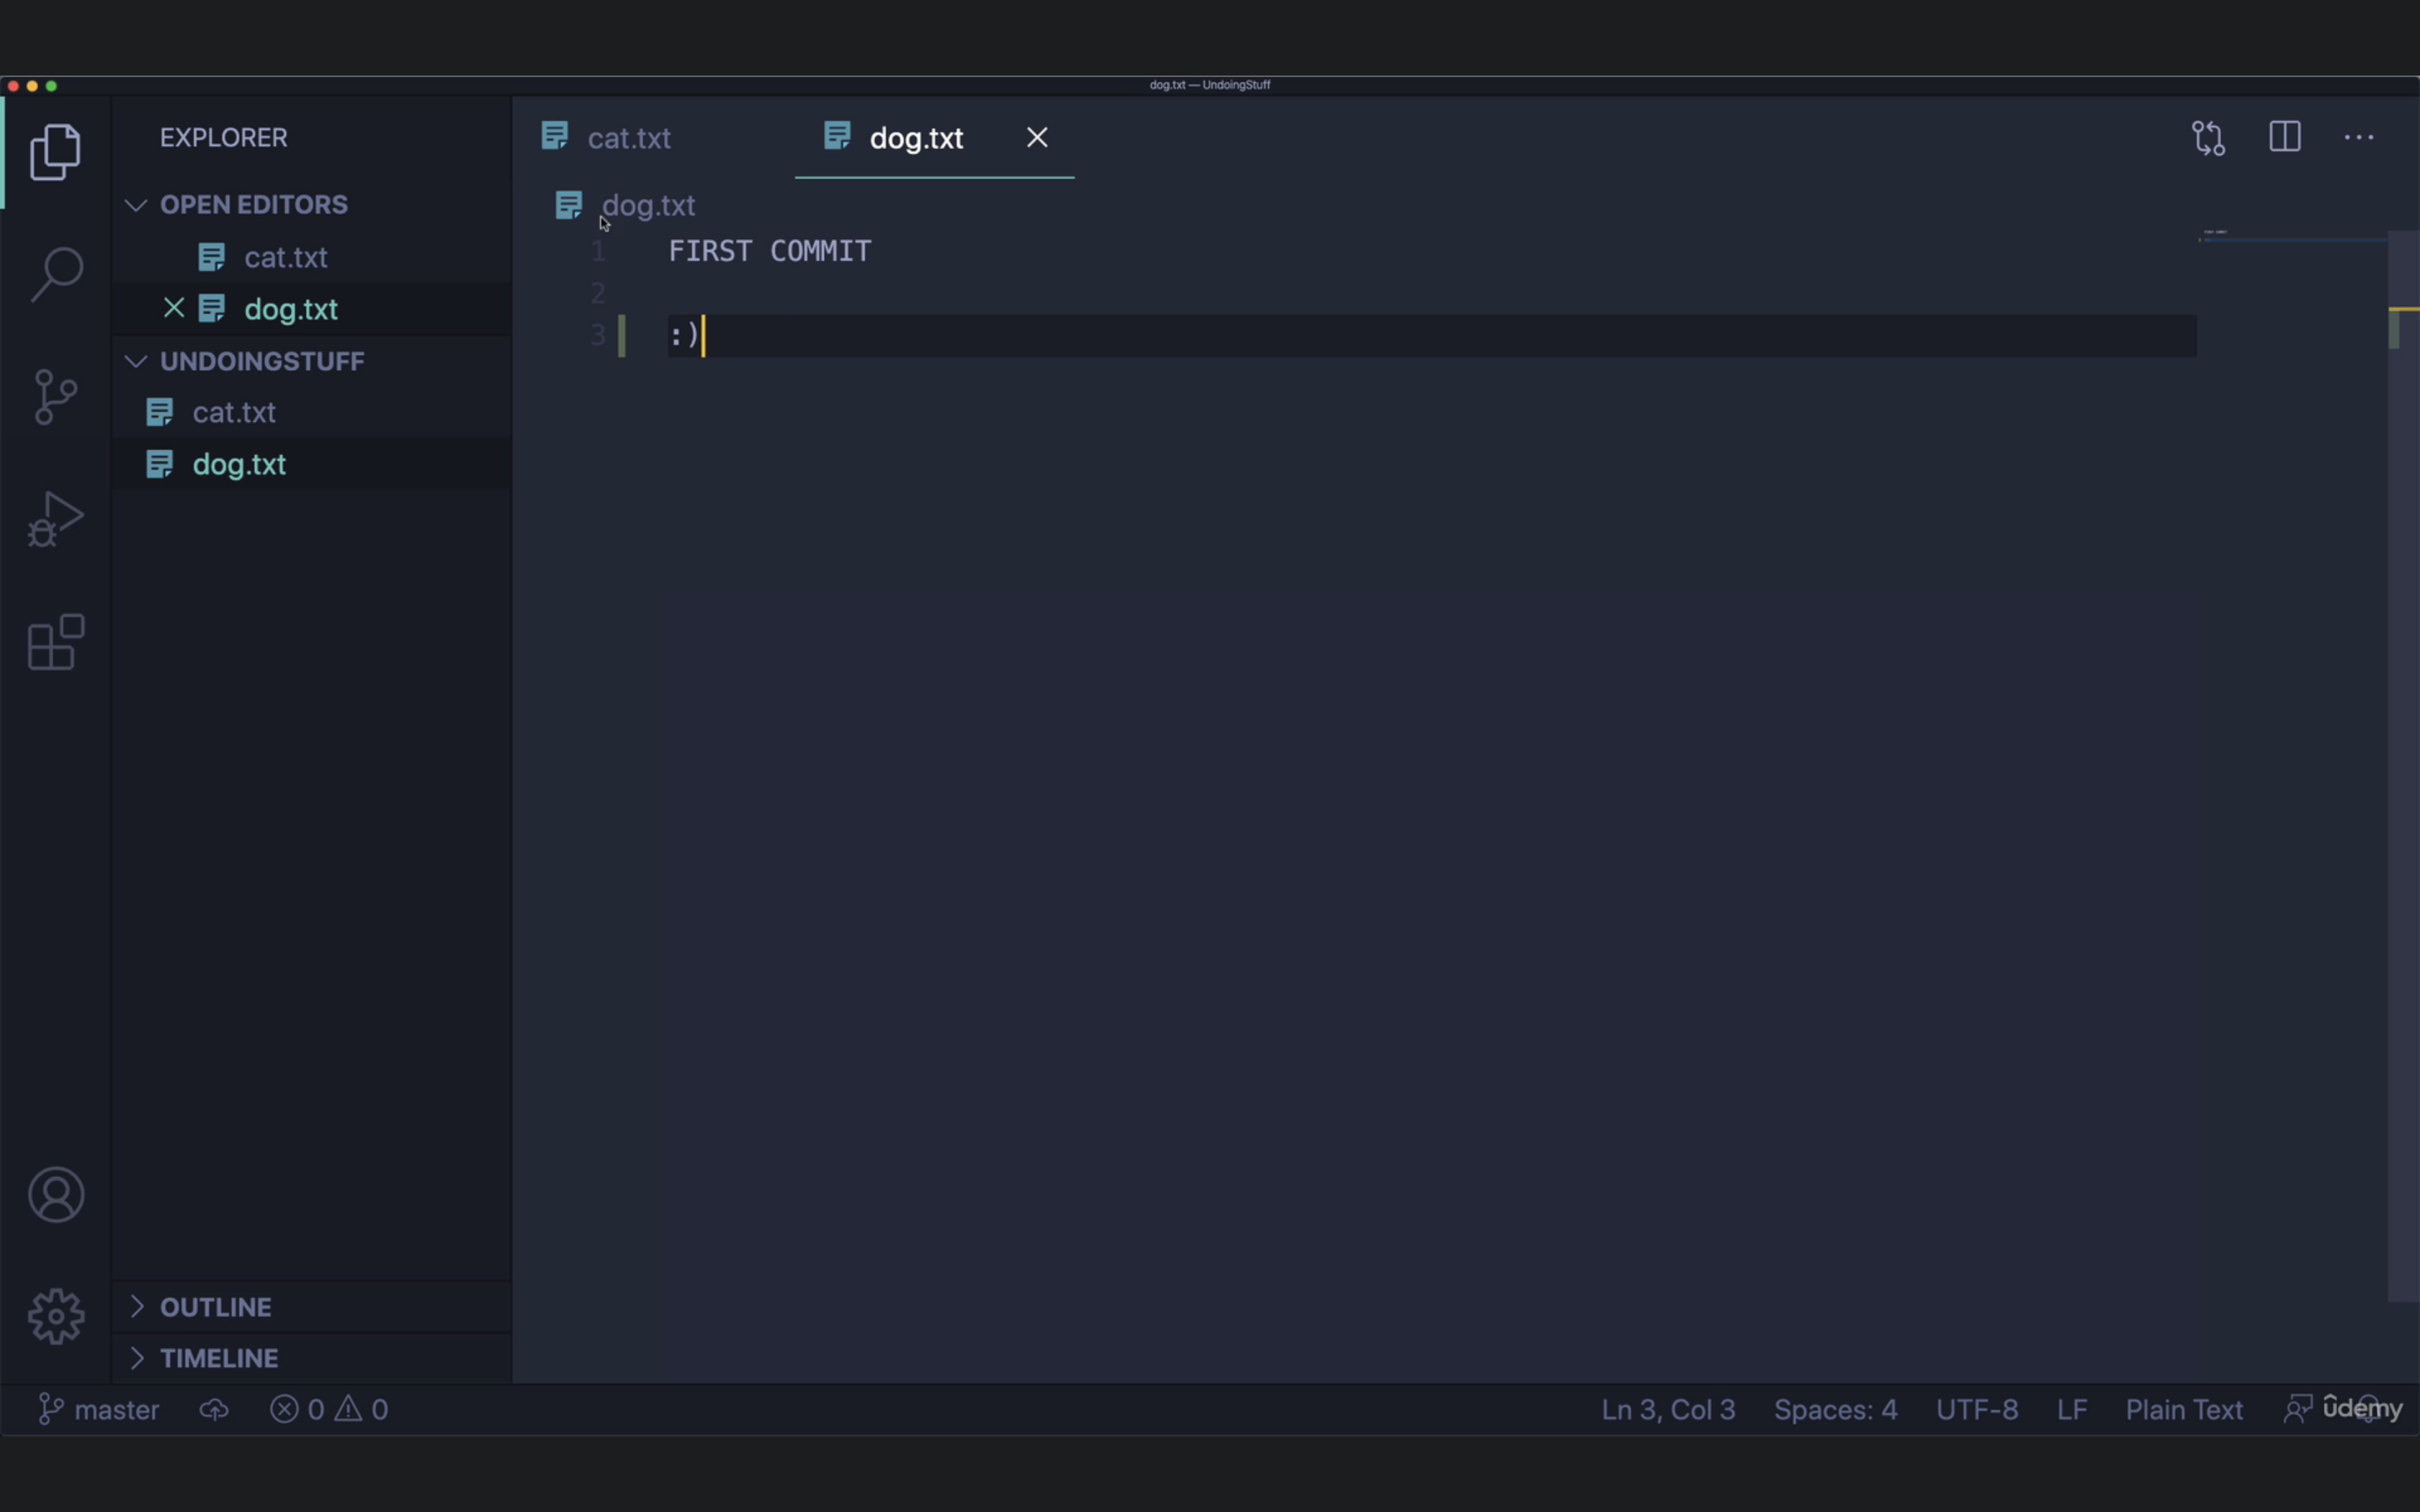 dog.txt — UndoingStuff
EXPLORER
OPEN EDITORS
cat.txt
dog.txt
UNDOINGSTUFF
cat.txt
dog.txt
OUTLINE
TIMELINE
cat.txt
dog.txt
dog.txt
1 FIRST COMMIT
2
3 :)
master
0
0
Ln 3, Col 3
Spaces: 4
UTF-8
LF
Plain Text
ûdemy